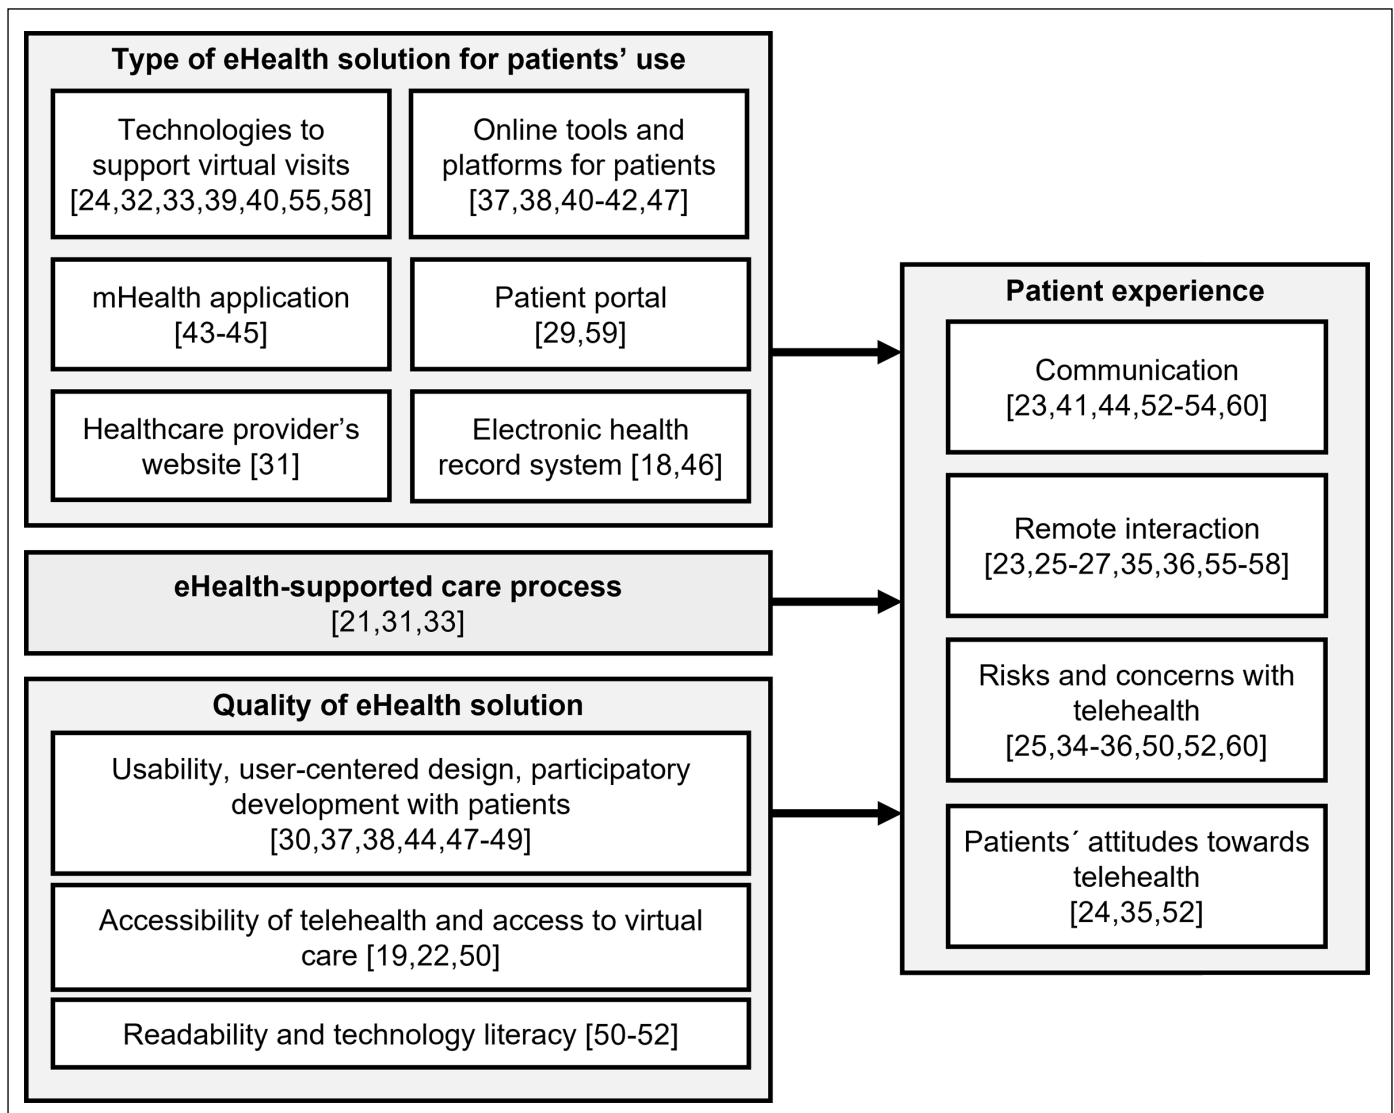 Type of eHealth solution for patients’ use
Technologies to
support virtual visits
[24,32,33,39,40,55,58]
Online tools and
platforms for patients
[37,38,40-42,47]
mHealth application
[43-45]
Patient portal
[29,59]
Healthcare provider’s
website [31]
Electronic health
record system [18,46]
eHealth-supported care process
[21,31,33]
Quality of eHealth solution
Usability, user-centered design, participatory
development with patients
[30,37,38,44,47-49]
Accessibility of telehealth and access to virtual
care [19,22,50]
Readability and technology literacy [50-52]
Patient experience
Communication
[23,41,44,52-54,60]
Remote interaction
[23,25-27,35,36,55-58]
Risks and concerns with
telehealth
[25,34-36,50,52,60]
Patients´ attitudes towards
telehealth
[24,35,52]